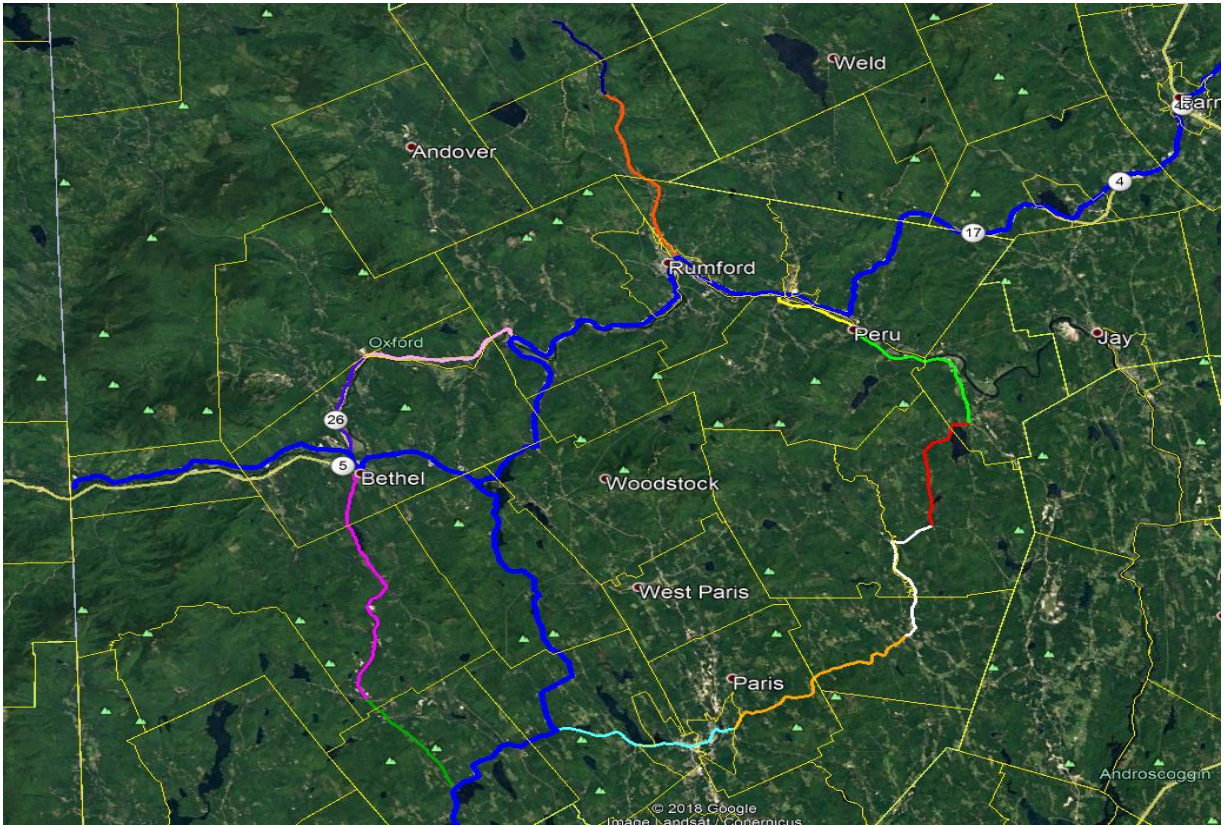 Weld
Farm
4
Andover
17
Rumford
Oxford
Peru
Jay
26
5
Bethel
Woodstock
West Paris
Paris
Androscoggin
© 2018 Google
Image Landsat / Copernicus